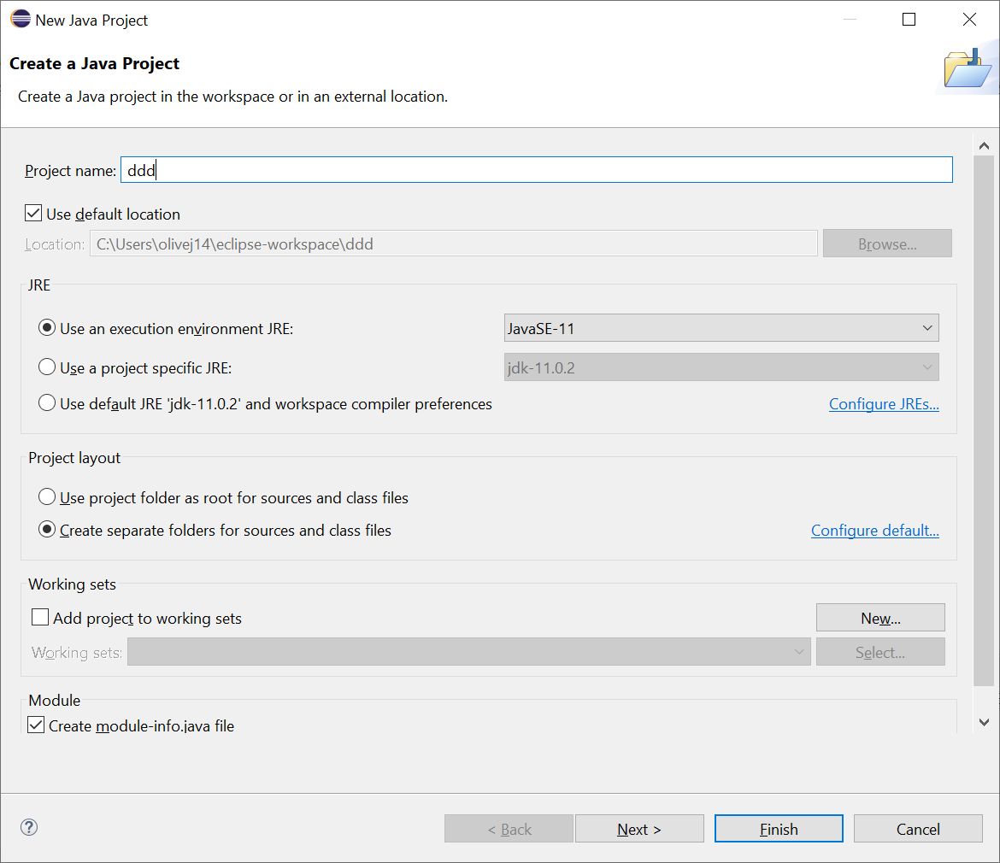 New Java Project
Create a Java Project
Create a Java project in the workspace or in an external location.
Project name: ddd
Use default location
Location: C:\Users\olivej14\eclipse-workspace\ddd Browse...
JRE
Use an execution environment JRE: JavaSE-11
Use a project specific JRE: jdk-11.0.2
Use default JRE 'jdk-11.0.2' and workspace compiler preferences Configure JREs...
Project layout
Use project folder as root for sources and class files
Create separate folders for sources and class files Configure default...
Working sets
Add project to working sets New...
Working sets: Select...
Module
Create module-info.java file
? < Back Next > Finish Cancel